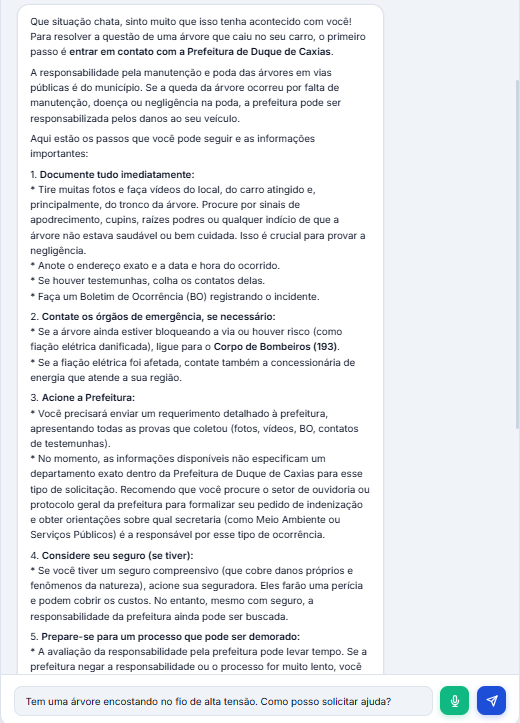 Que situação chata, sinto muito que isso tenha acontecido com você!
Para resolver a questão de uma árvore que caiu no seu carro, o primeiro
passo é entrar em contato com a Prefeitura de Duque de Caxias.
A responsabilidade pela manutenção e poda das árvores em vias
públicas é do município. Se a queda da árvore ocorreu por falta de
manutenção, doença ou negligência na poda, a prefeitura pode ser
responsabilizada pelos danos ao seu veículo.
Aqui estão os passos que você pode seguir e as informações
importantes:
1. Documente tudo imediatamente:
* Tire muitas fotos e faça vídeos do local, do carro atingido e,
principalmente, do tronco da árvore. Procure por sinais de
apodrecimento, cupins, raízes podres ou qualquer indício de que a
árvore não estava saudável ou bem cuidada. Isso é crucial para provar a
negligência.
* Anote o endereço exato e a data e hora do ocorrido.
* Se houver testemunhas, colha os contatos delas.
* Faça um Boletim de Ocorrência (BO) registrando o incidente.
2. Contate os órgãos de emergência, se necessário:
* Se a árvore ainda estiver bloqueando a via ou houver risco (como
fiação elétrica danificada), ligue para o Corpo de Bombeiros (193).
* Se a fiação elétrica foi afetada, contate também a concessionária de
energia que atende a sua região.
3. Acione a Prefeitura:
* Você precisará enviar um requerimento detalhado à prefeitura,
apresentando todas as provas que coletou (fotos, vídeos, BO, contatos
de testemunhas).
* No momento, as informações disponíveis não especificam um
departamento exato dentro da Prefeitura de Duque de Caxias para esse
tipo de solicitação. Recomendo que você procure o setor de ouvidoria ou
protocolo geral da prefeitura para formalizar seu pedido de indenização
e obter orientações sobre qual secretaria (como Meio Ambiente ou
Serviços Públicos) é a responsável por esse tipo de ocorrência.
4. Considere seu seguro (se tiver):
* Se você tiver um seguro compreensivo (que cobre danos próprios e
fenômenos da natureza), acione sua seguradora. Eles farão uma perícia
e podem cobrir os custos. No entanto, mesmo com seguro, a
responsabilidade da prefeitura ainda pode ser buscada.
5. Prepare-se para um processo que pode ser demorado:
* A avaliação da responsabilidade pela prefeitura pode levar tempo. Se a
prefeitura negar a responsabilidade ou o processo for muito lento, você
Tem uma árvore encostando no fio de alta tensão. Como posso solicitar ajuda?